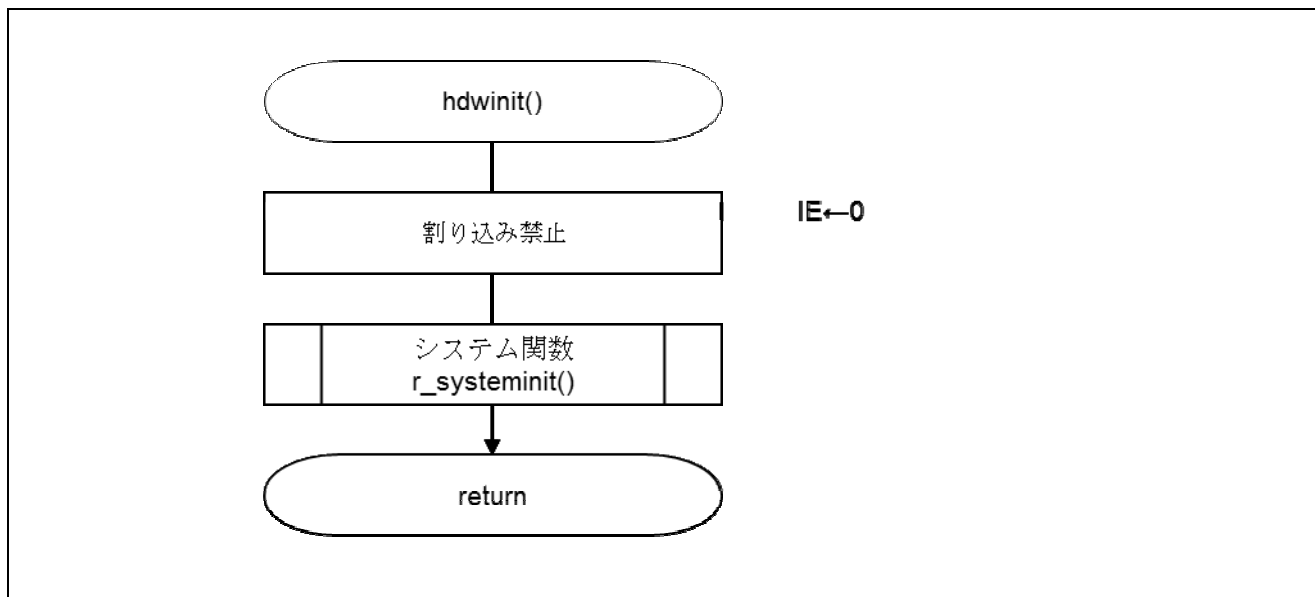 hdwinit()
割り込み禁止
IE←0
システム関数
r_systeminit()
return